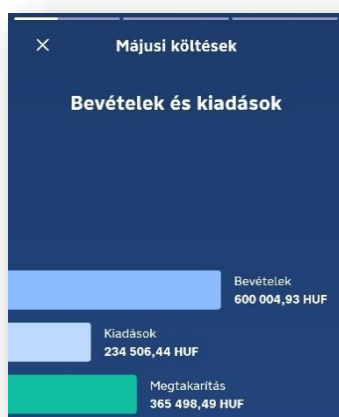 Májusi költések
Bevételek és kiadások
Bevételek
600 004,93 HUF
Kiadások
234 506,44 HUF
Megtakarítás
365 498,49 HUF